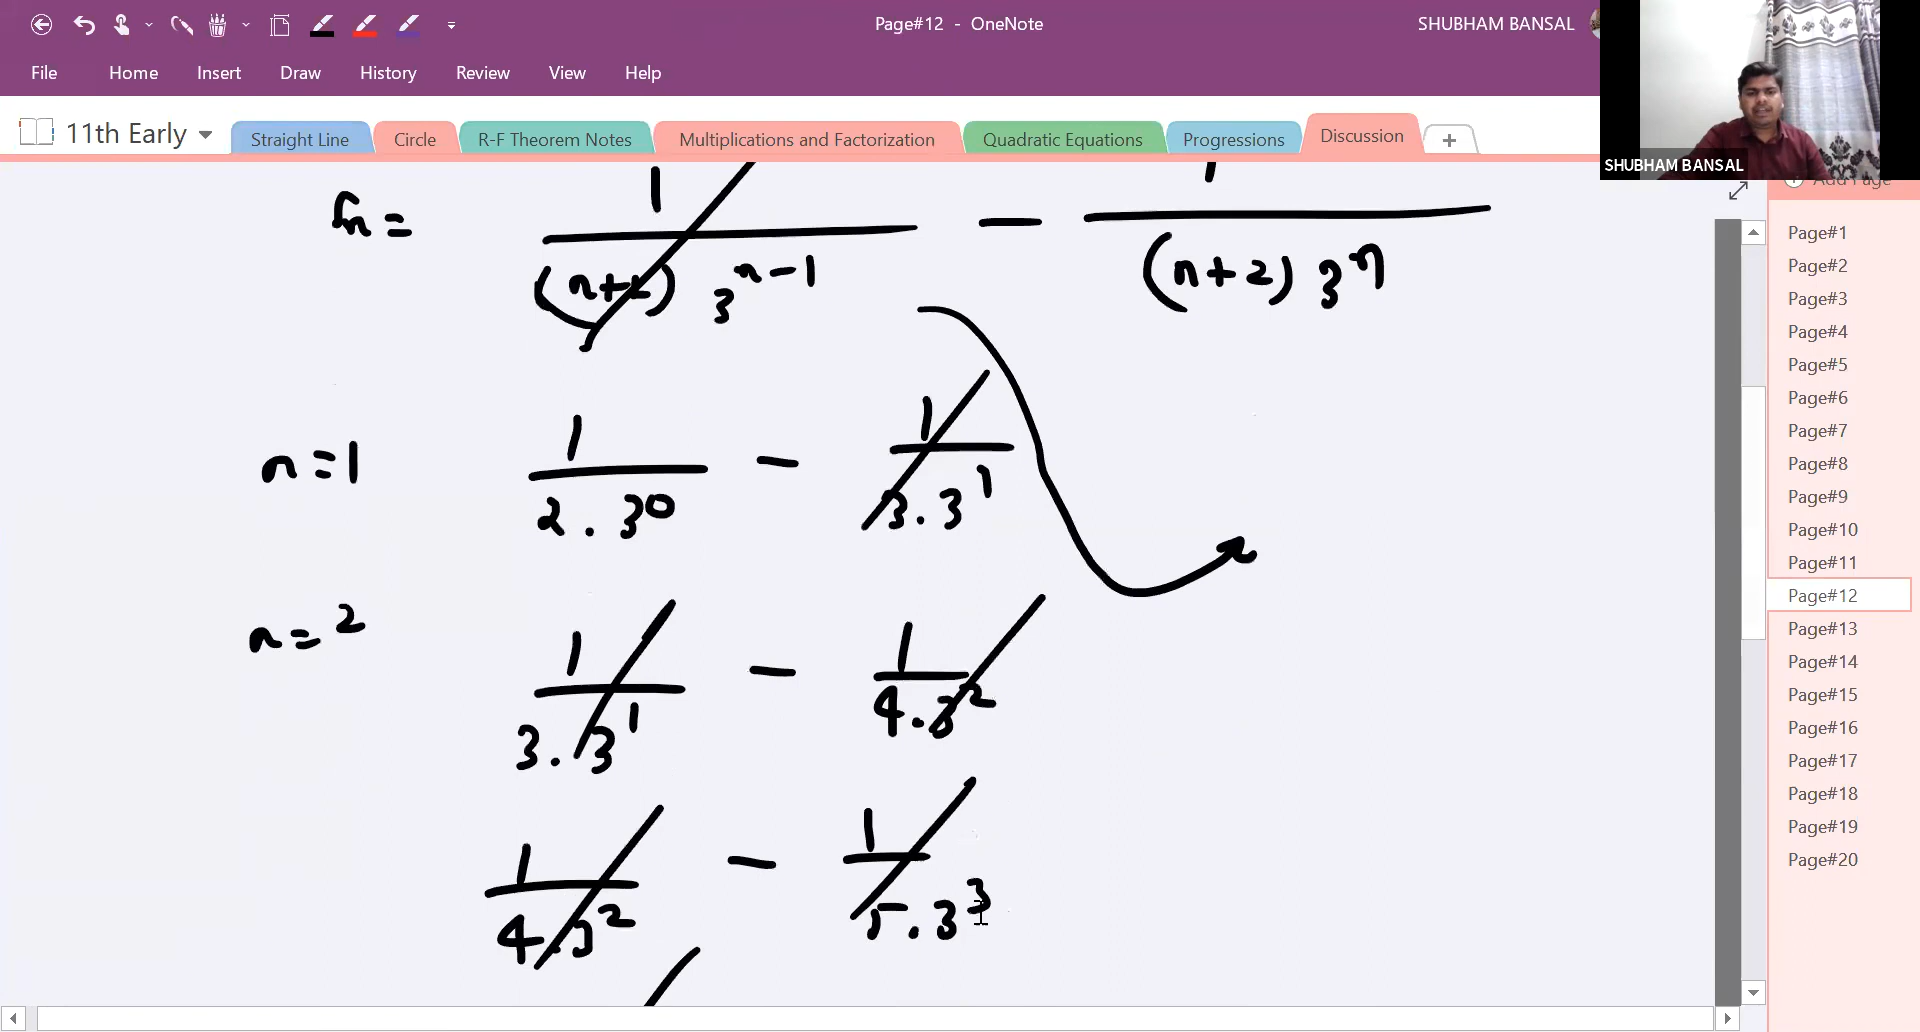 Page#12 - OneNote
SHUBHAM BANSAL
File Home Insert Draw History Review View Help
11th Early
Straight Line Circle R-F Theorem Notes Multiplications and Factorization Quadratic Equations Progressions Discussion +
SHUBHAM BANSAL
Add Page
Page#1
Page#2
Page#3
Page#4
Page#5
Page#6
Page#7
Page#8
Page#9
Page#10
Page#11
Page#12
Page#13
Page#14
Page#15
Page#16
Page#17
Page#18
Page#19
Page#20
= 1/((n+1) 3^(n-1)) - 1/((n+2) 3^n)
n=1 1/(2.3^0) - 1/(3.3^1)
n=2 1/(3.3^1) - 1/(4.3^2)
1/(4.3^2) - 1/(5.3^3)